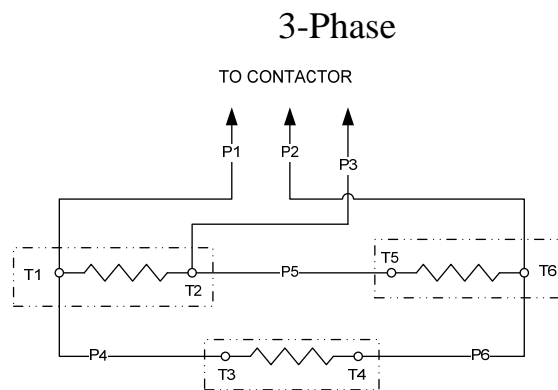 3-Phase
TO CONTACTOR
P1 P2 P3
T1 T2 P5 T5 T6
P4 T3 T4 P6